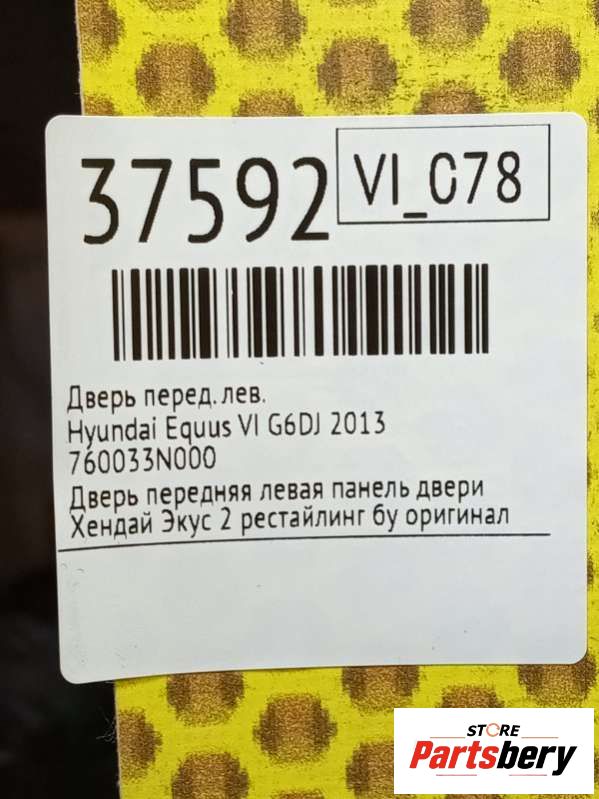 37592
VI_C78
Дверь перед. лев.
Hyundai Equus VI G6DJ 2013
760033N000
Дверь передняя левая панель двери
Хендай Экус 2 рестайлинг бу оригинал
STORE
Partsbery